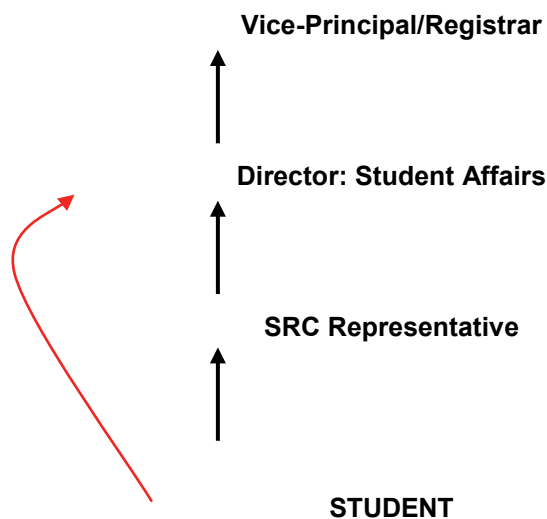 Vice-Principal/Registrar
Director: Student Affairs
SRC Representative
STUDENT